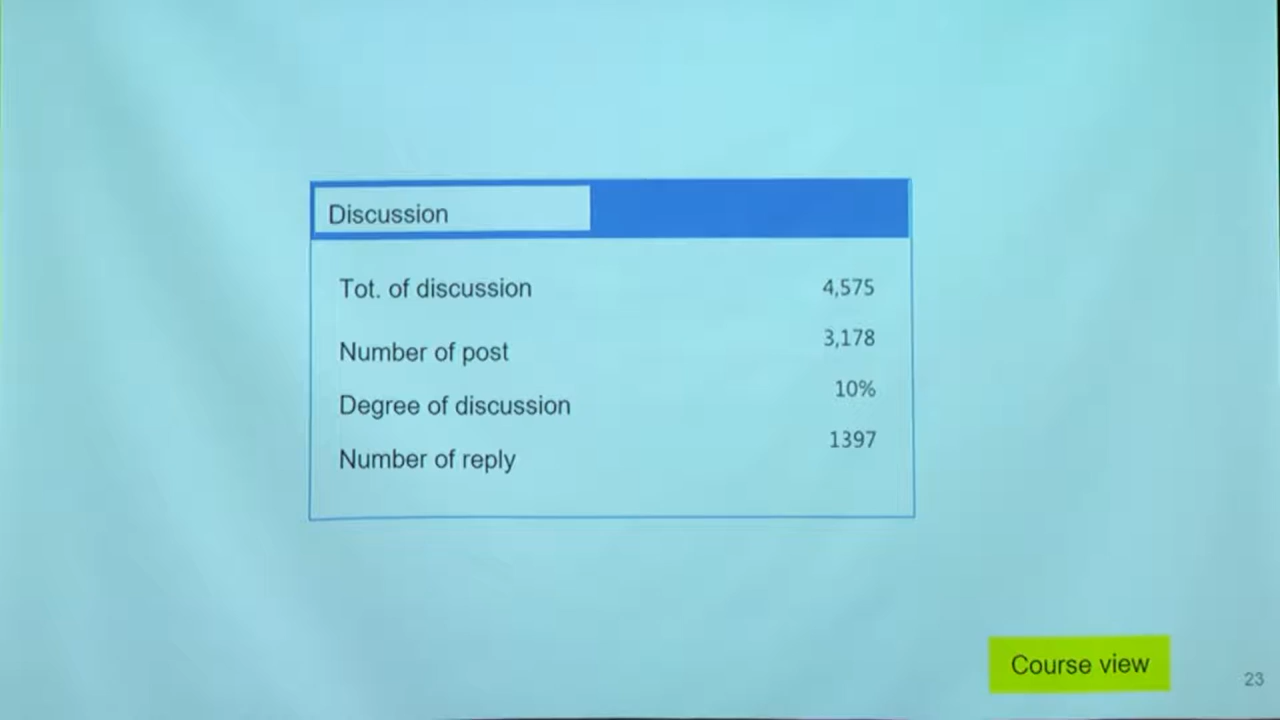 Discussion
Tot. of discussion 4,575
Number of post 3,178
Degree of discussion 10%
Number of reply 1397
Course view
23